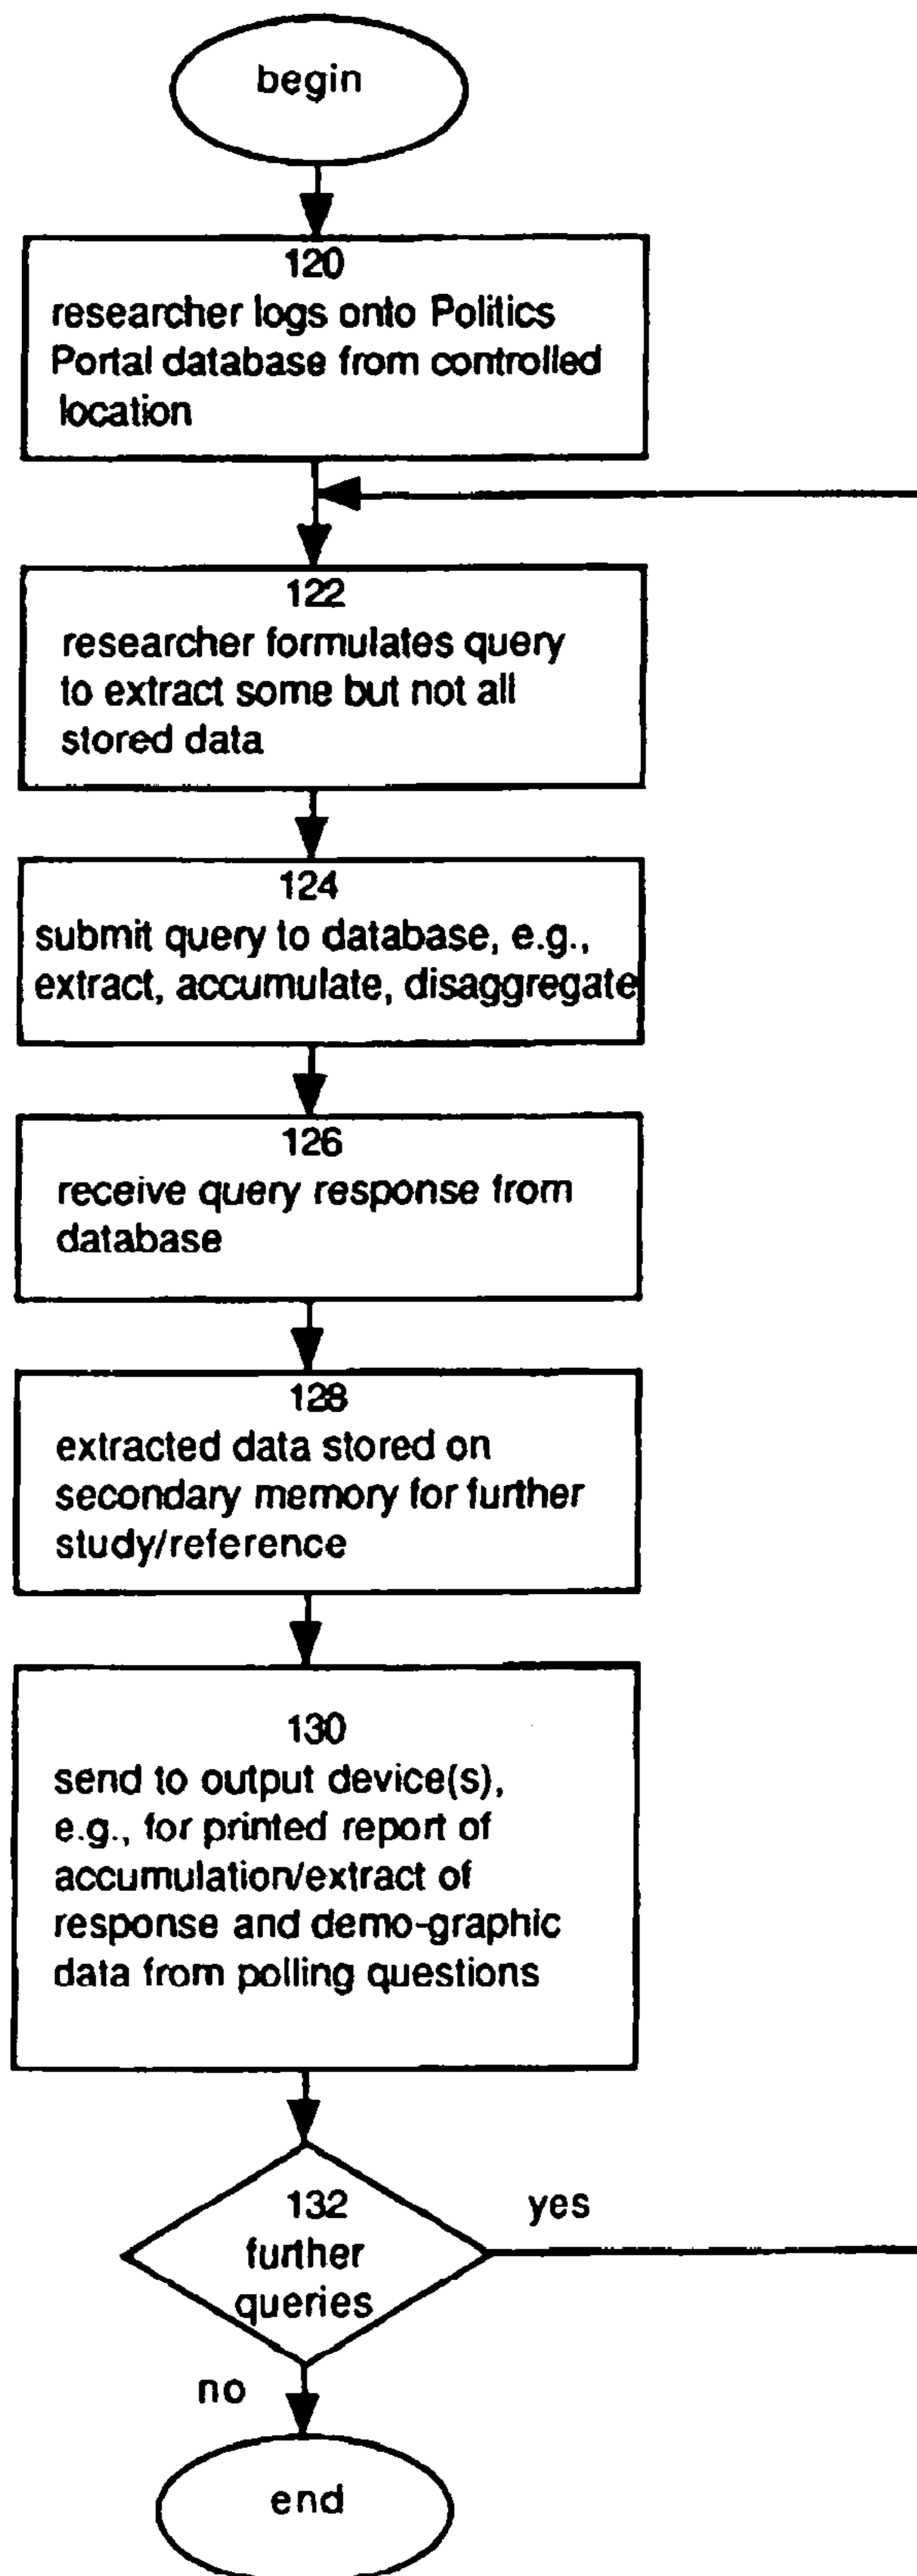 begin
120
researcher logs onto Politics
Portal database from controlled
location
122
researcher formulates query
to extract some but not all
stored data
124
submit query to database, e.g.,
extract, accumulate, disaggregate
126
receive query response from
database
128
extracted data stored on
secondary memory for further
study/reference
130
send to output device(s),
e.g., for printed report of
accumulation/extract of
response and demo-graphic
data from polling questions
132
further
queries
yes
no
end